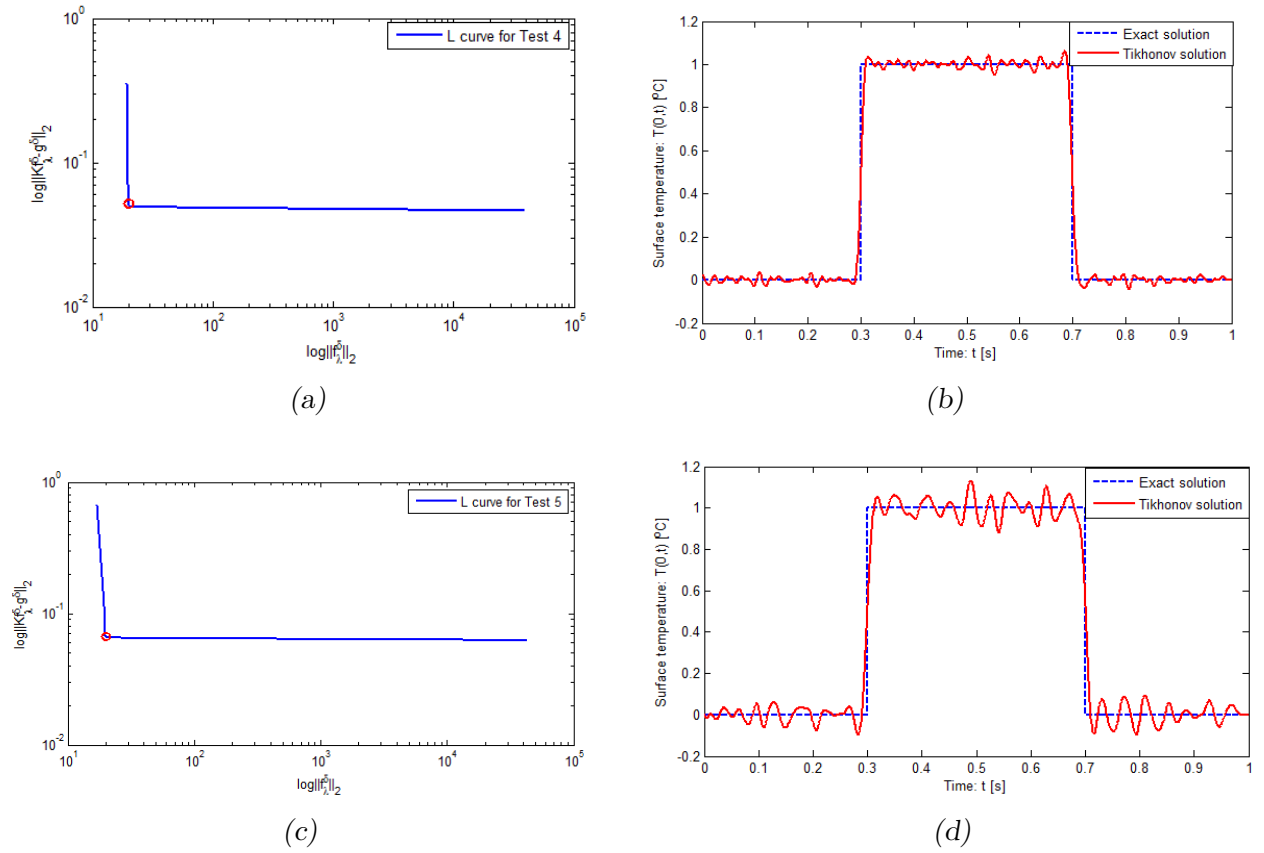 10^0
10^-1
10^-2
log||Kf_λ^δ-g^δ||_2
L curve for Test 4
10^1 10^2 10^3 10^4 10^5
log||f_λ^δ||_2
(a)
1.2
1
0.8
0.6
0.4
0.2
0
-0.2
Surface temperature: T(0,t) [ºC]
Exact solution
Tikhonov solution
0 0.1 0.2 0.3 0.4 0.5 0.6 0.7 0.8 0.9 1
Time: t [s]
(b)
10^0
10^-1
10^-2
log||Kf_λ^δ-g^δ||_2
L curve for Test 5
10^1 10^2 10^3 10^4 10^5
log||f_λ^δ||_2
(c)
1.2
1
0.8
0.6
0.4
0.2
0
-0.2
Surface temperature: T(0,t) [ºC]
Exact solution
Tikhonov solution
0 0.1 0.2 0.3 0.4 0.5 0.6 0.7 0.8 0.9 1
Time: t [s]
(d)